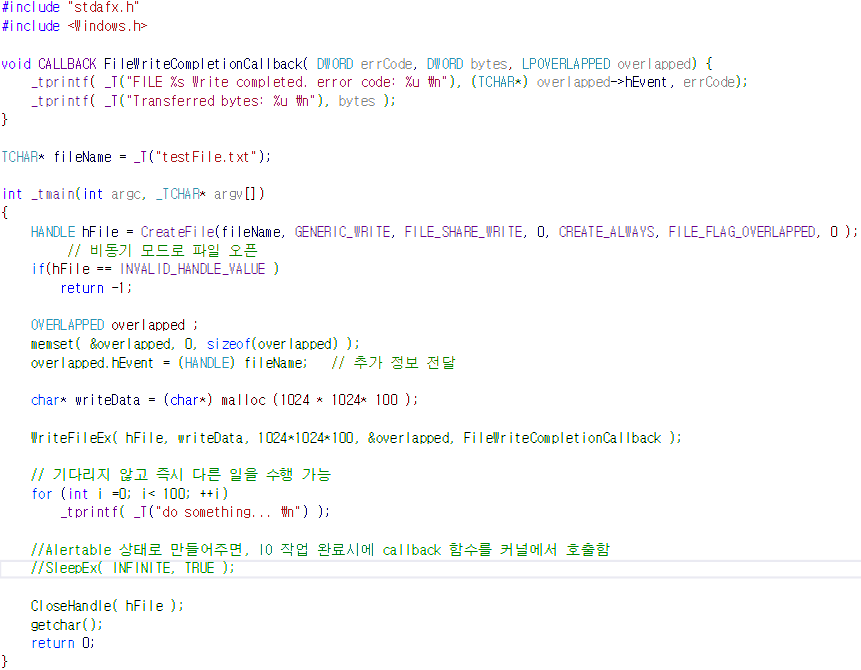 #include "stdafx.h"
#include <Windows.h>

void CALLBACK FileWriteCompletionCallback( DWORD errCode, DWORD bytes, LPOVERLAPPED overlapped) {
    _tprintf( _T("FILE %s Write completed. error code: %u ₩n"), (TCHAR*) overlapped->hEvent, errCode);
    _tprintf( _T("Transferred bytes: %u ₩n"), bytes );
}

TCHAR* fileName = _T("testFile.txt");

int _tmain(int argc, _TCHAR* argv[])
{
    HANDLE hFile = CreateFile(fileName, GENERIC_WRITE, FILE_SHARE_WRITE, 0, CREATE_ALWAYS, FILE_FLAG_OVERLAPPED, 0 );
         // 비동기 모드로 파일 오픈
    if(hFile == INVALID_HANDLE_VALUE )
        return -1;

    OVERLAPPED overlapped ;
    memset( &overlapped, 0, sizeof(overlapped) );
    overlapped.hEvent = (HANDLE) fileName;   // 추가 정보 전달

    char* writeData = (char*) malloc (1024 * 1024* 100 );

    WriteFileEx( hFile, writeData, 1024*1024*100, &overlapped, FileWriteCompletionCallback );

    // 기다리지 않고 즉시 다른 일을 수행 가능
    for (int i =0; i< 100; ++i)
        _tprintf( _T("do something... ₩n") );

    //Alertable 상태로 만들어주면, IO 작업 완료시에 callback 함수를 커널에서 호출함
    //SleepEx( INFINITE, TRUE );

    CloseHandle( hFile );
    getchar();
    return 0;
}